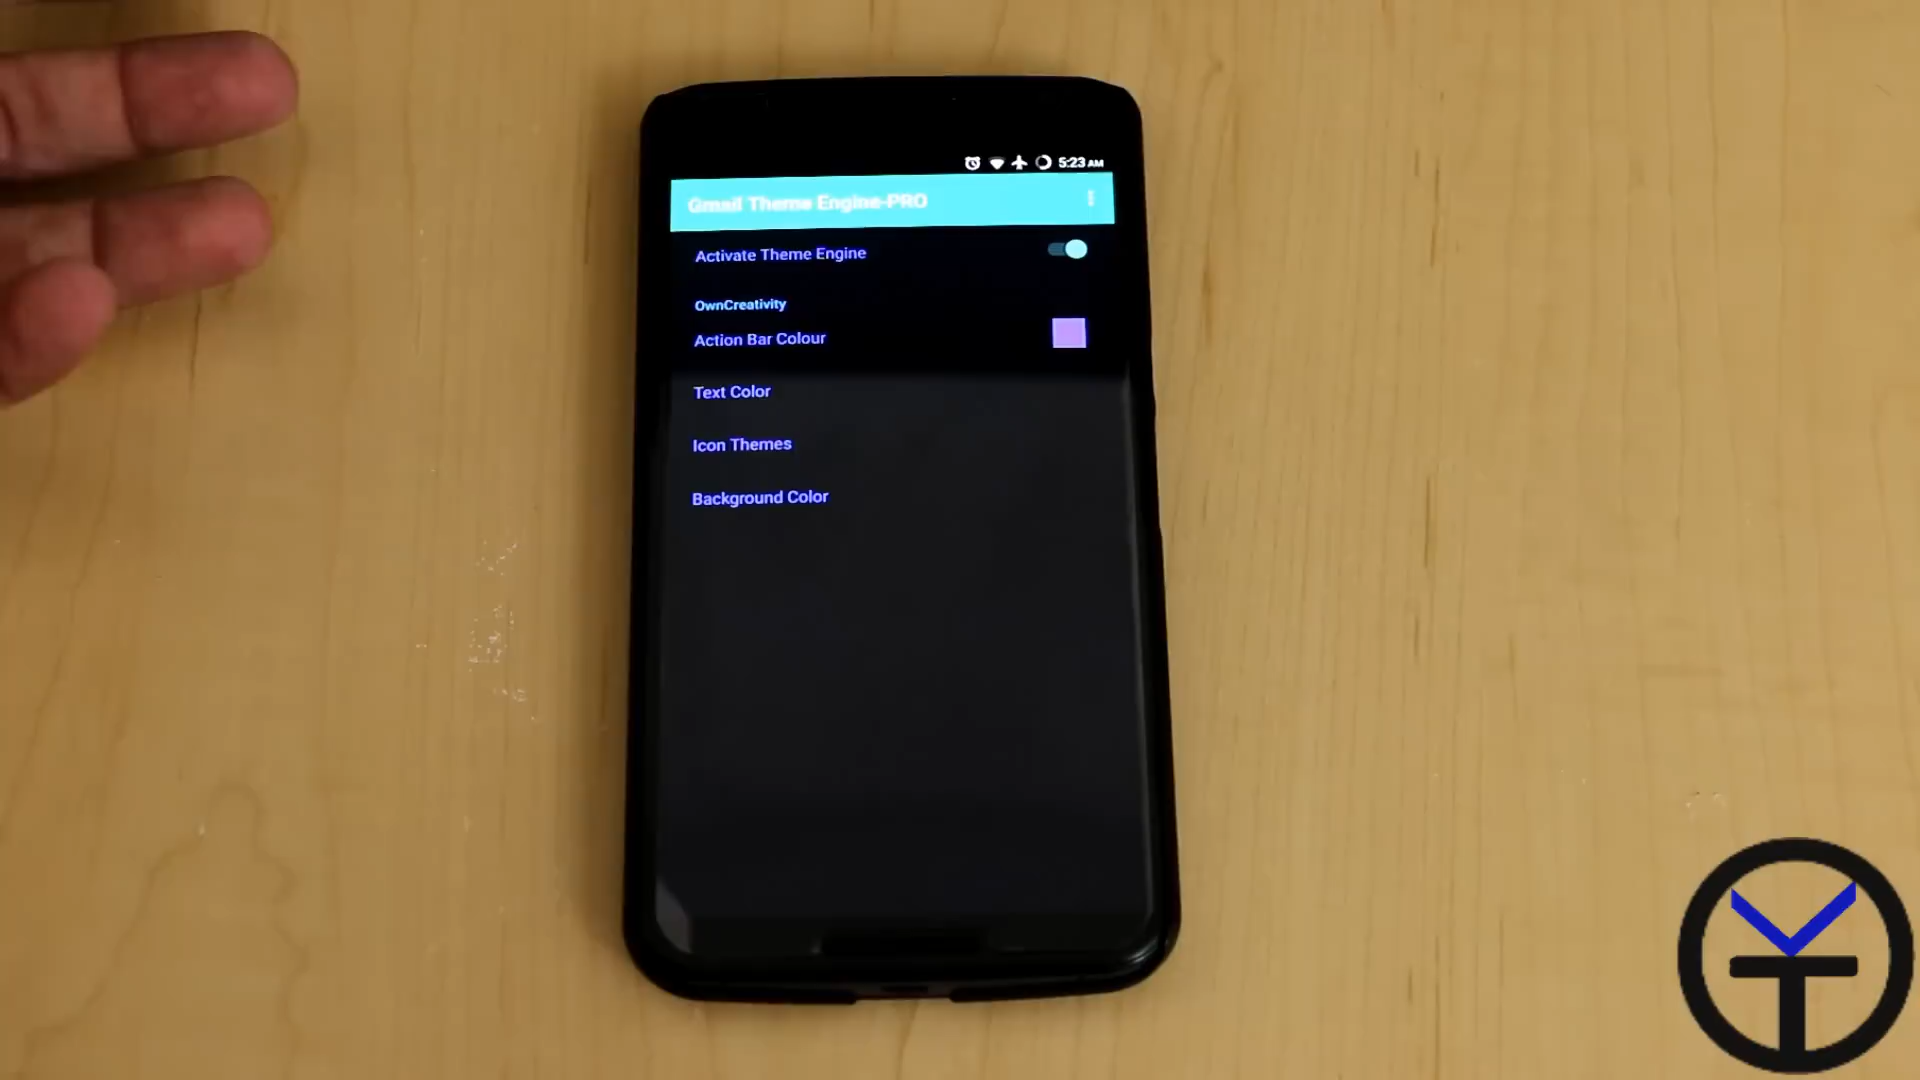 5:23 AM
Gmail Theme Engine-PRO
Activate Theme Engine
OwnCreativity
Action Bar Colour
Text Color
Icon Themes
Background Color